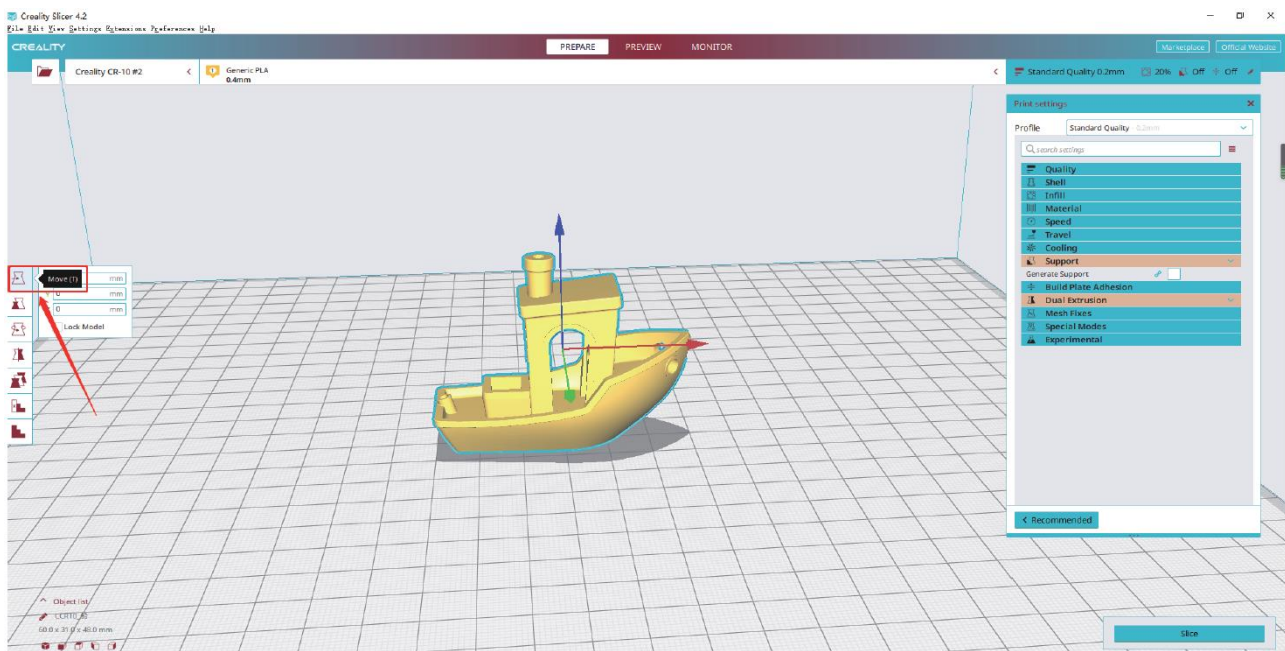 Creality Slicer 4.2
File Edit View Settings Extensions Preferences Help
CREALITY
PREPARE PREVIEW MONITOR
Marketplace Official Website
Creality CR-10 #2
Generic PLA
0.4mm
Standard Quality 0.2mm 20% Off Off
Print settings
Profile Standard Quality 0.2mm
search settings
Quality
Shell
Infill
Material
Speed
Travel
Cooling
Support
Generate Support
Build Plate Adhesion
Dual Extrusion
Mesh Fixes
Special Modes
Experimental
Recommended
Move (T)
mm
0 mm
0 mm
Lock Model
Object list
60.0 x 31.0 x 48.0 mm
Slice